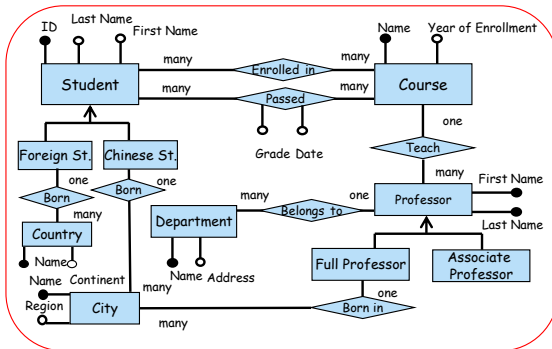 ID
Last Name
First Name
Name
Year of Enrollment
many
Enrolled in
many
Student
Course
many
Passed
many
Grade Date
one
Teach
many
Foreign St.
Chinese St.
one
one
Born
Born
many
First Name
Professor
Last Name
many
one
Department
Belongs to
Country
Name
Name
Address
Full Professor
Associate
Professor
Name
Continent
Region
many
one
City
Born in
many